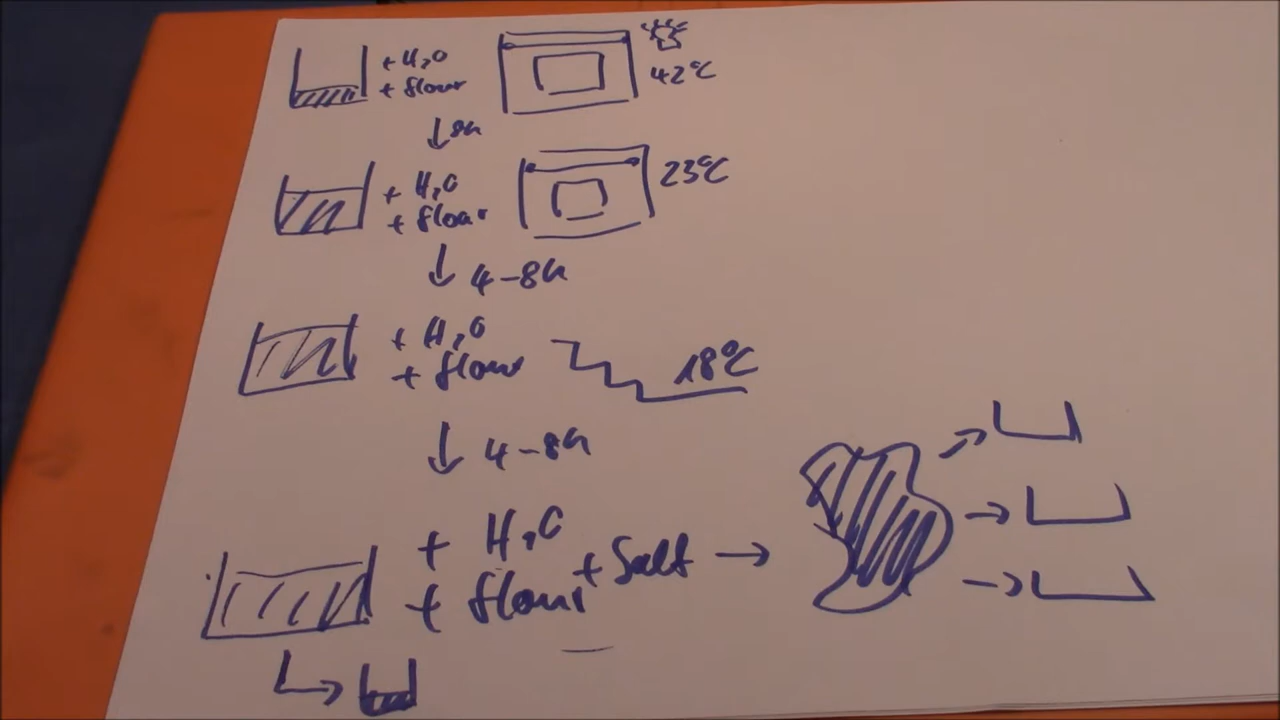 + H₂O
+ flour
42°C
↓ 8h
+ H₂O
+ flour
23°C
↓ 4-8h
+ H₂O
+ flour
18°C
↓ 4-8h
+ H₂O
+ flour + Salt →